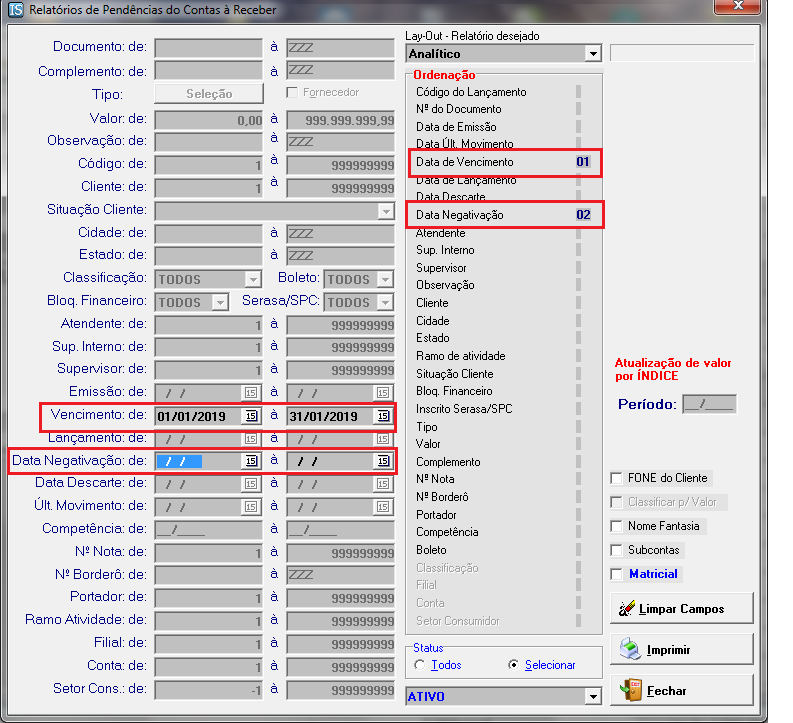 IS Relatórios de Pendências do Contas à Receber
Documento: de: à ZZZ
Complemento: de: à ZZZ
Tipo: Seleção Fornecedor
Valor: de: 0,00 à 999.999.999,99
Observação: de: à ZZZ
Código: de: 1 à 999999999
Cliente: de: 1 à 999999999
Situação Cliente:
Cidade: de: à ZZZ
Estado: de: à ZZZ
Classificação: TODOS Boleto: TODOS
Bloq. Financeiro: TODOS Serasa/SPC: TODOS
Atendente: de: 1 à 999999999
Sup. Interno: de: 1 à 999999999
Supervisor: de: 1 à 999999999
Emissão: de: / / 15 à / / 15
Vencimento: de: 01/01/2019 15 à 31/01/2019 15
Lançamento: de: / / 15 à / / 15
Data Negativação: de: / / 15 à / / 15
Data Descarte: de: / / 15 à / / 15
Últ. Movimento: de: / / 15 à / / 15
Competência: de: __/____ à __/____
Nº Nota: de: 1 à 999999999
Nº Borderô: de: à ZZZ
Portador: de: 1 à 999999999
Ramo Atividade: de: 1 à 999999999
Filial: de: 1 à 999999999
Conta: de: 1 à 999999999
Setor Cons.: de: -1 à 999999999
Lay-Out - Relatório desejado
Analítico
Ordenação
Código do Lançamento
Nº do Documento
Data de Emissão
Data Últ. Movimento
Data de Vencimento 01
Data de Lançamento
Data Descarte
Data Negativação 02
Atendente
Sup. Interno
Supervisor
Observação
Cliente
Cidade
Estado
Ramo de atividade
Situação Cliente
Bloq. Financeiro
Inscrito Serasa/SPC
Tipo
Valor
Complemento
Nº Nota
Nº Borderô
Portador
Competência
Boleto
Classificação
Filial
Conta
Setor Consumidor
Status
Todos Selecionar
ATIVO
Atualização de valor
por ÍNDICE
Período: __/____
FONE do Cliente
Classificar p/ Valor
Nome Fantasia
Subcontas
Matricial
Limpar Campos
Imprimir
Fechar